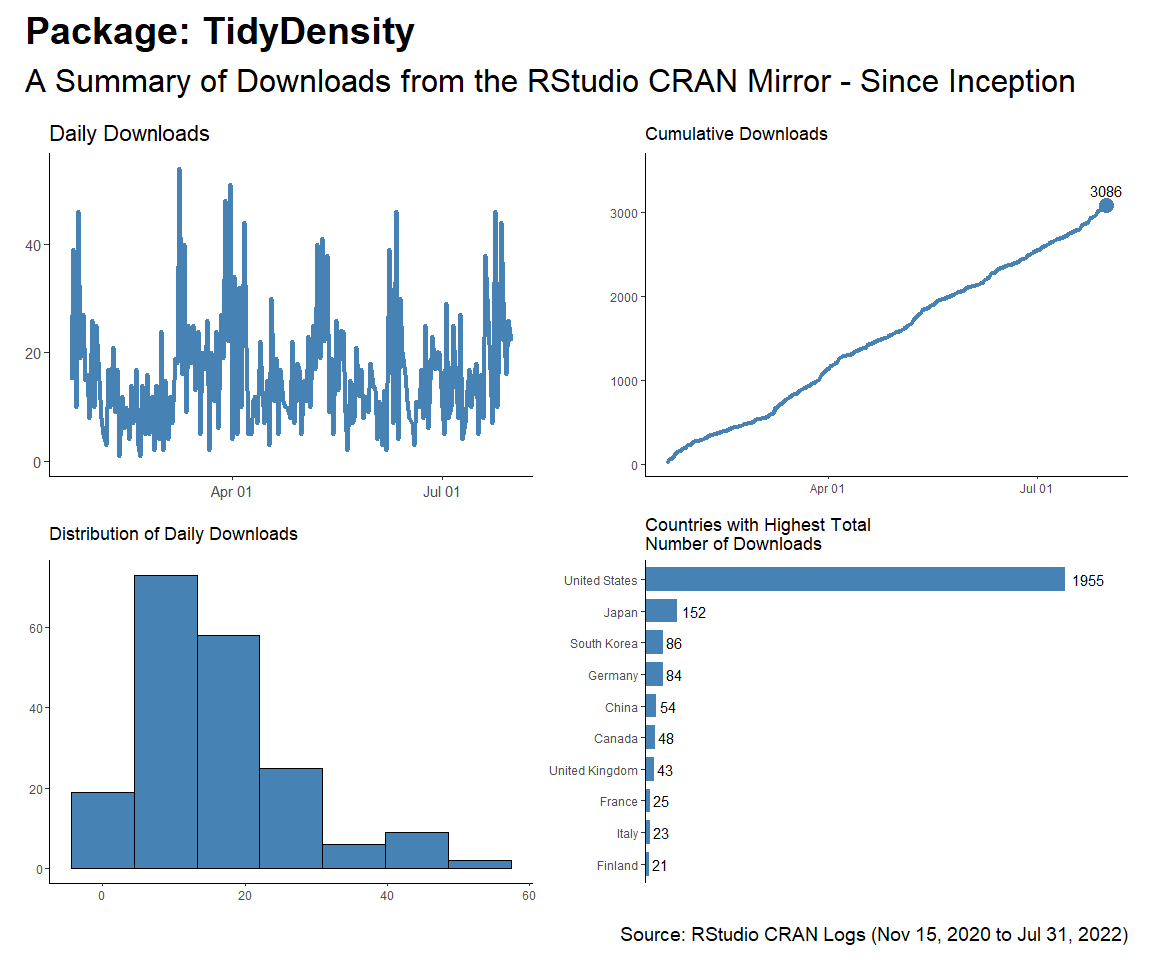 Package: TidyDensity
A Summary of Downloads from the RStudio CRAN Mirror - Since Inception
Daily Downloads
40
20
0
Apr 01
Jul 01
Cumulative Downloads
3086
3000
2000
1000
0
Apr 01
Jul 01
Distribution of Daily Downloads
60
40
20
0
0
20
40
60
Countries with Highest Total
Number of Downloads
United States 1955
Japan 152
South Korea 86
Germany 84
China 54
Canada 48
United Kingdom 43
France 25
Italy 23
Finland 21
Source: RStudio CRAN Logs (Nov 15, 2020 to Jul 31, 2022)